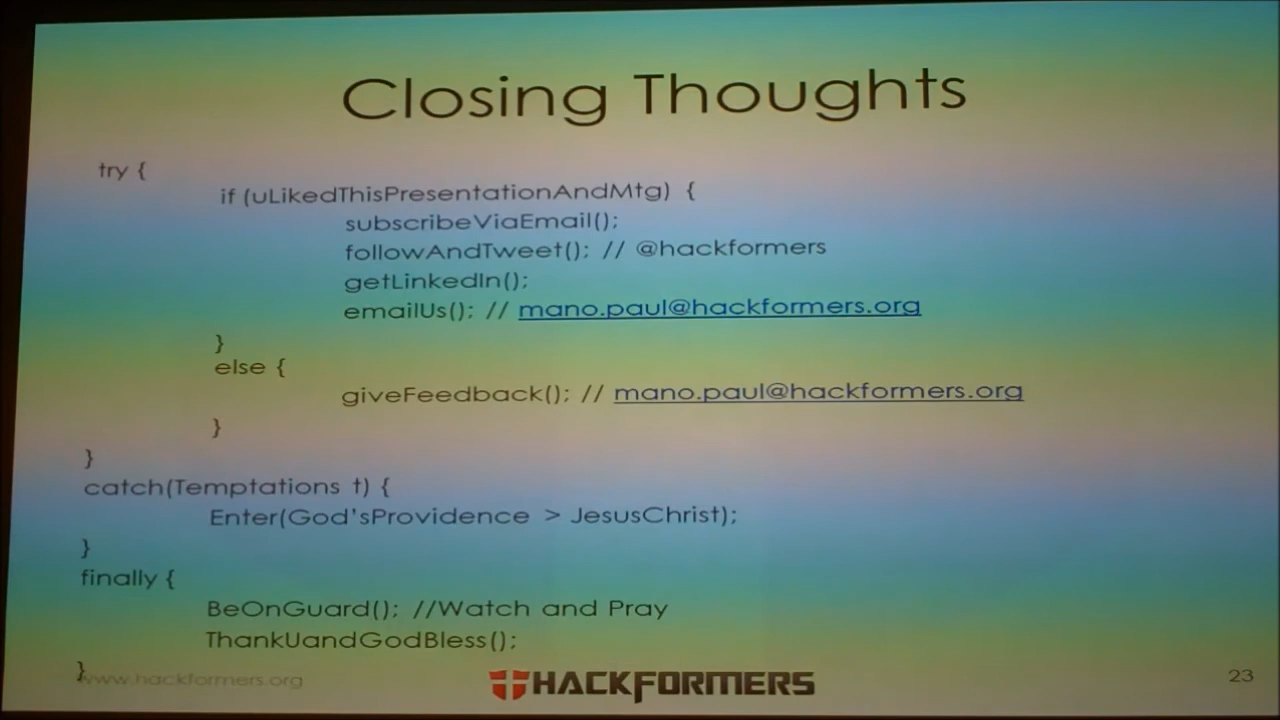 Closing Thoughts
try {
if (uLikedThisPresentationAndMtg) {
subscribeViaEmail();
followAndTweet(); // @hackformers
getLinkedIn();
emailUs(); // mano.paul@hackformers.org
}
else {
giveFeedback(); // mano.paul@hackformers.org
}
}
catch(Temptations t) {
Enter(God'sProvidence > JesusChrist);
}
finally {
BeOnGuard(); //Watch and Pray
ThankUandGodBless();
}
www.hackformers.org
HACKFORMERS
23